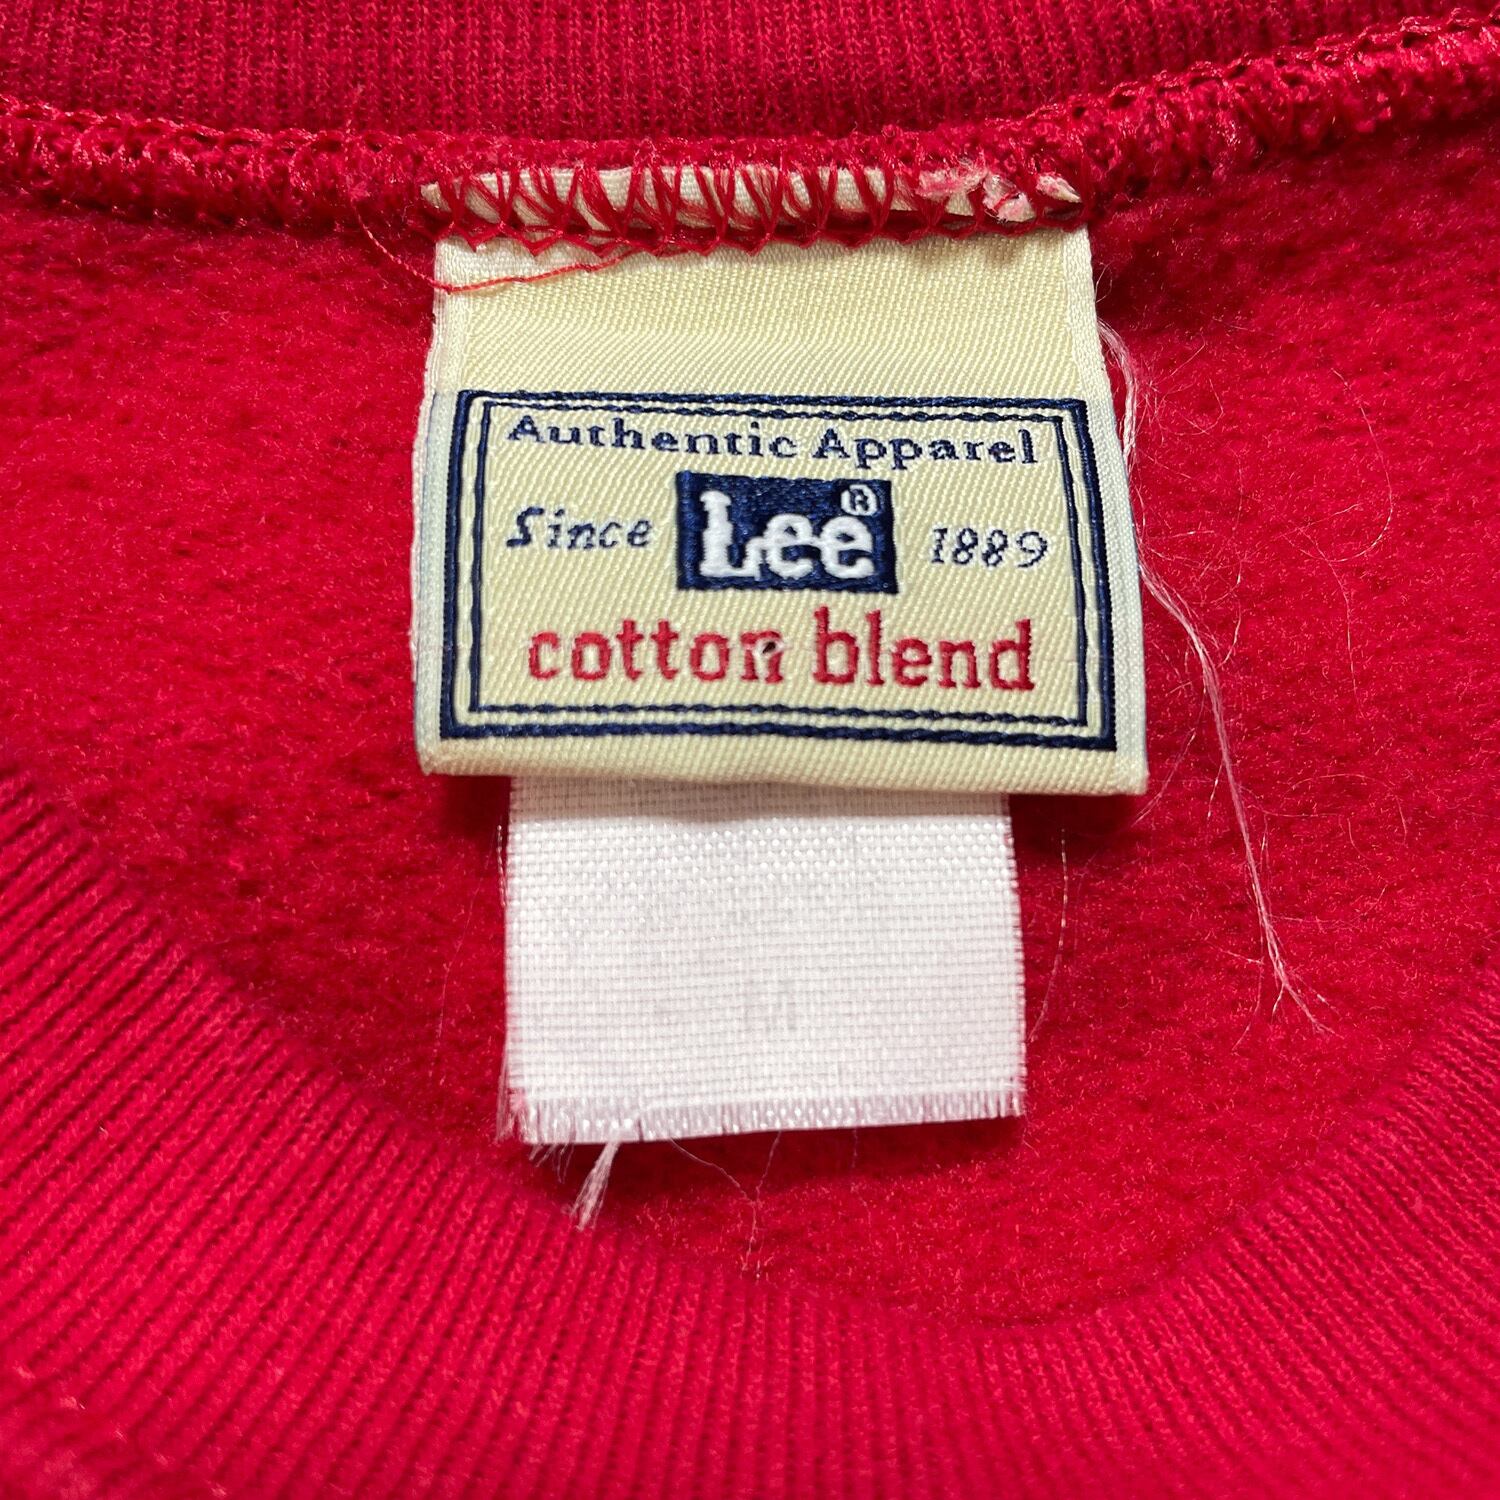 Authentic Apparel
Since Lee® 1889
cotton blend